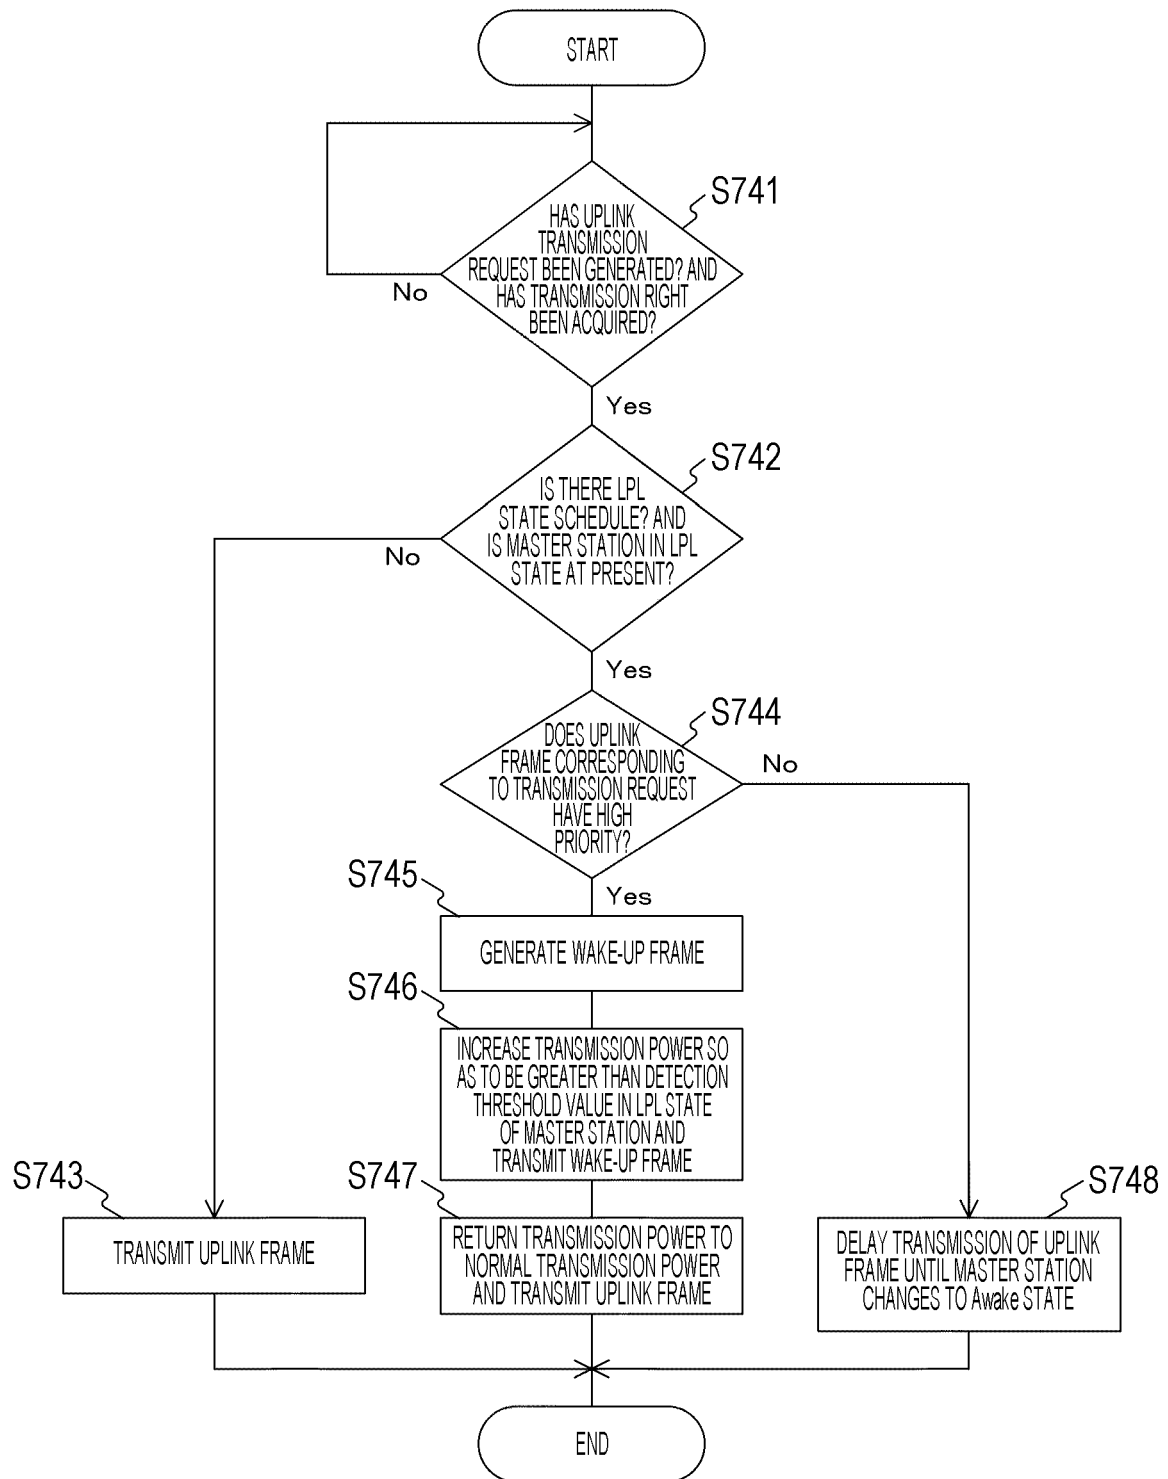 START
S741
HAS UPLINK
TRANSMISSION
REQUEST BEEN GENERATED? AND
HAS TRANSMISSION RIGHT
BEEN ACQUIRED?
No
Yes
S742
IS THERE LPL
STATE SCHEDULE? AND
IS MASTER STATION IN LPL
STATE AT PRESENT?
No
Yes
S744
DOES UPLINK
FRAME CORRESPONDING
TO TRANSMISSION REQUEST
HAVE HIGH
PRIORITY?
No
Yes
S745
GENERATE WAKE-UP FRAME
S746
INCREASE TRANSMISSION POWER SO
AS TO BE GREATER THAN DETECTION
THRESHOLD VALUE IN LPL STATE
OF MASTER STATION AND
TRANSMIT WAKE-UP FRAME
S743
TRANSMIT UPLINK FRAME
S747
RETURN TRANSMISSION POWER TO
NORMAL TRANSMISSION POWER
AND TRANSMIT UPLINK FRAME
S748
DELAY TRANSMISSION OF UPLINK
FRAME UNTIL MASTER STATION
CHANGES TO Awake STATE
END